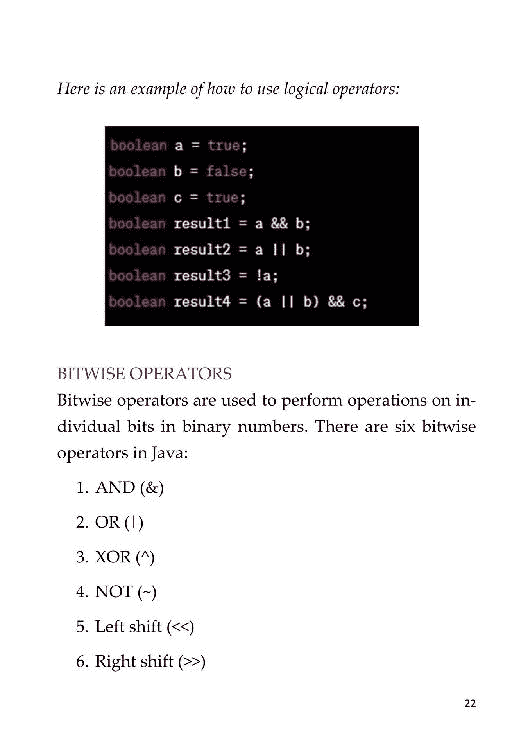 Here is an example of how to use logical operators:
boolean a = true;
boolean b = false;
boolean c = true;
boolean result1 = a && b;
boolean result2 = a || b;
boolean result3 = !a;
boolean result4 = (a || b) && c;
BITWISE OPERATORS
Bitwise operators are used to perform operations on in-
dividual bits in binary numbers. There are six bitwise
operators in Java:
1. AND (&)
2. OR (|)
3. XOR (^)
4. NOT (~)
5. Left shift (<<)
6. Right shift (>>)
22